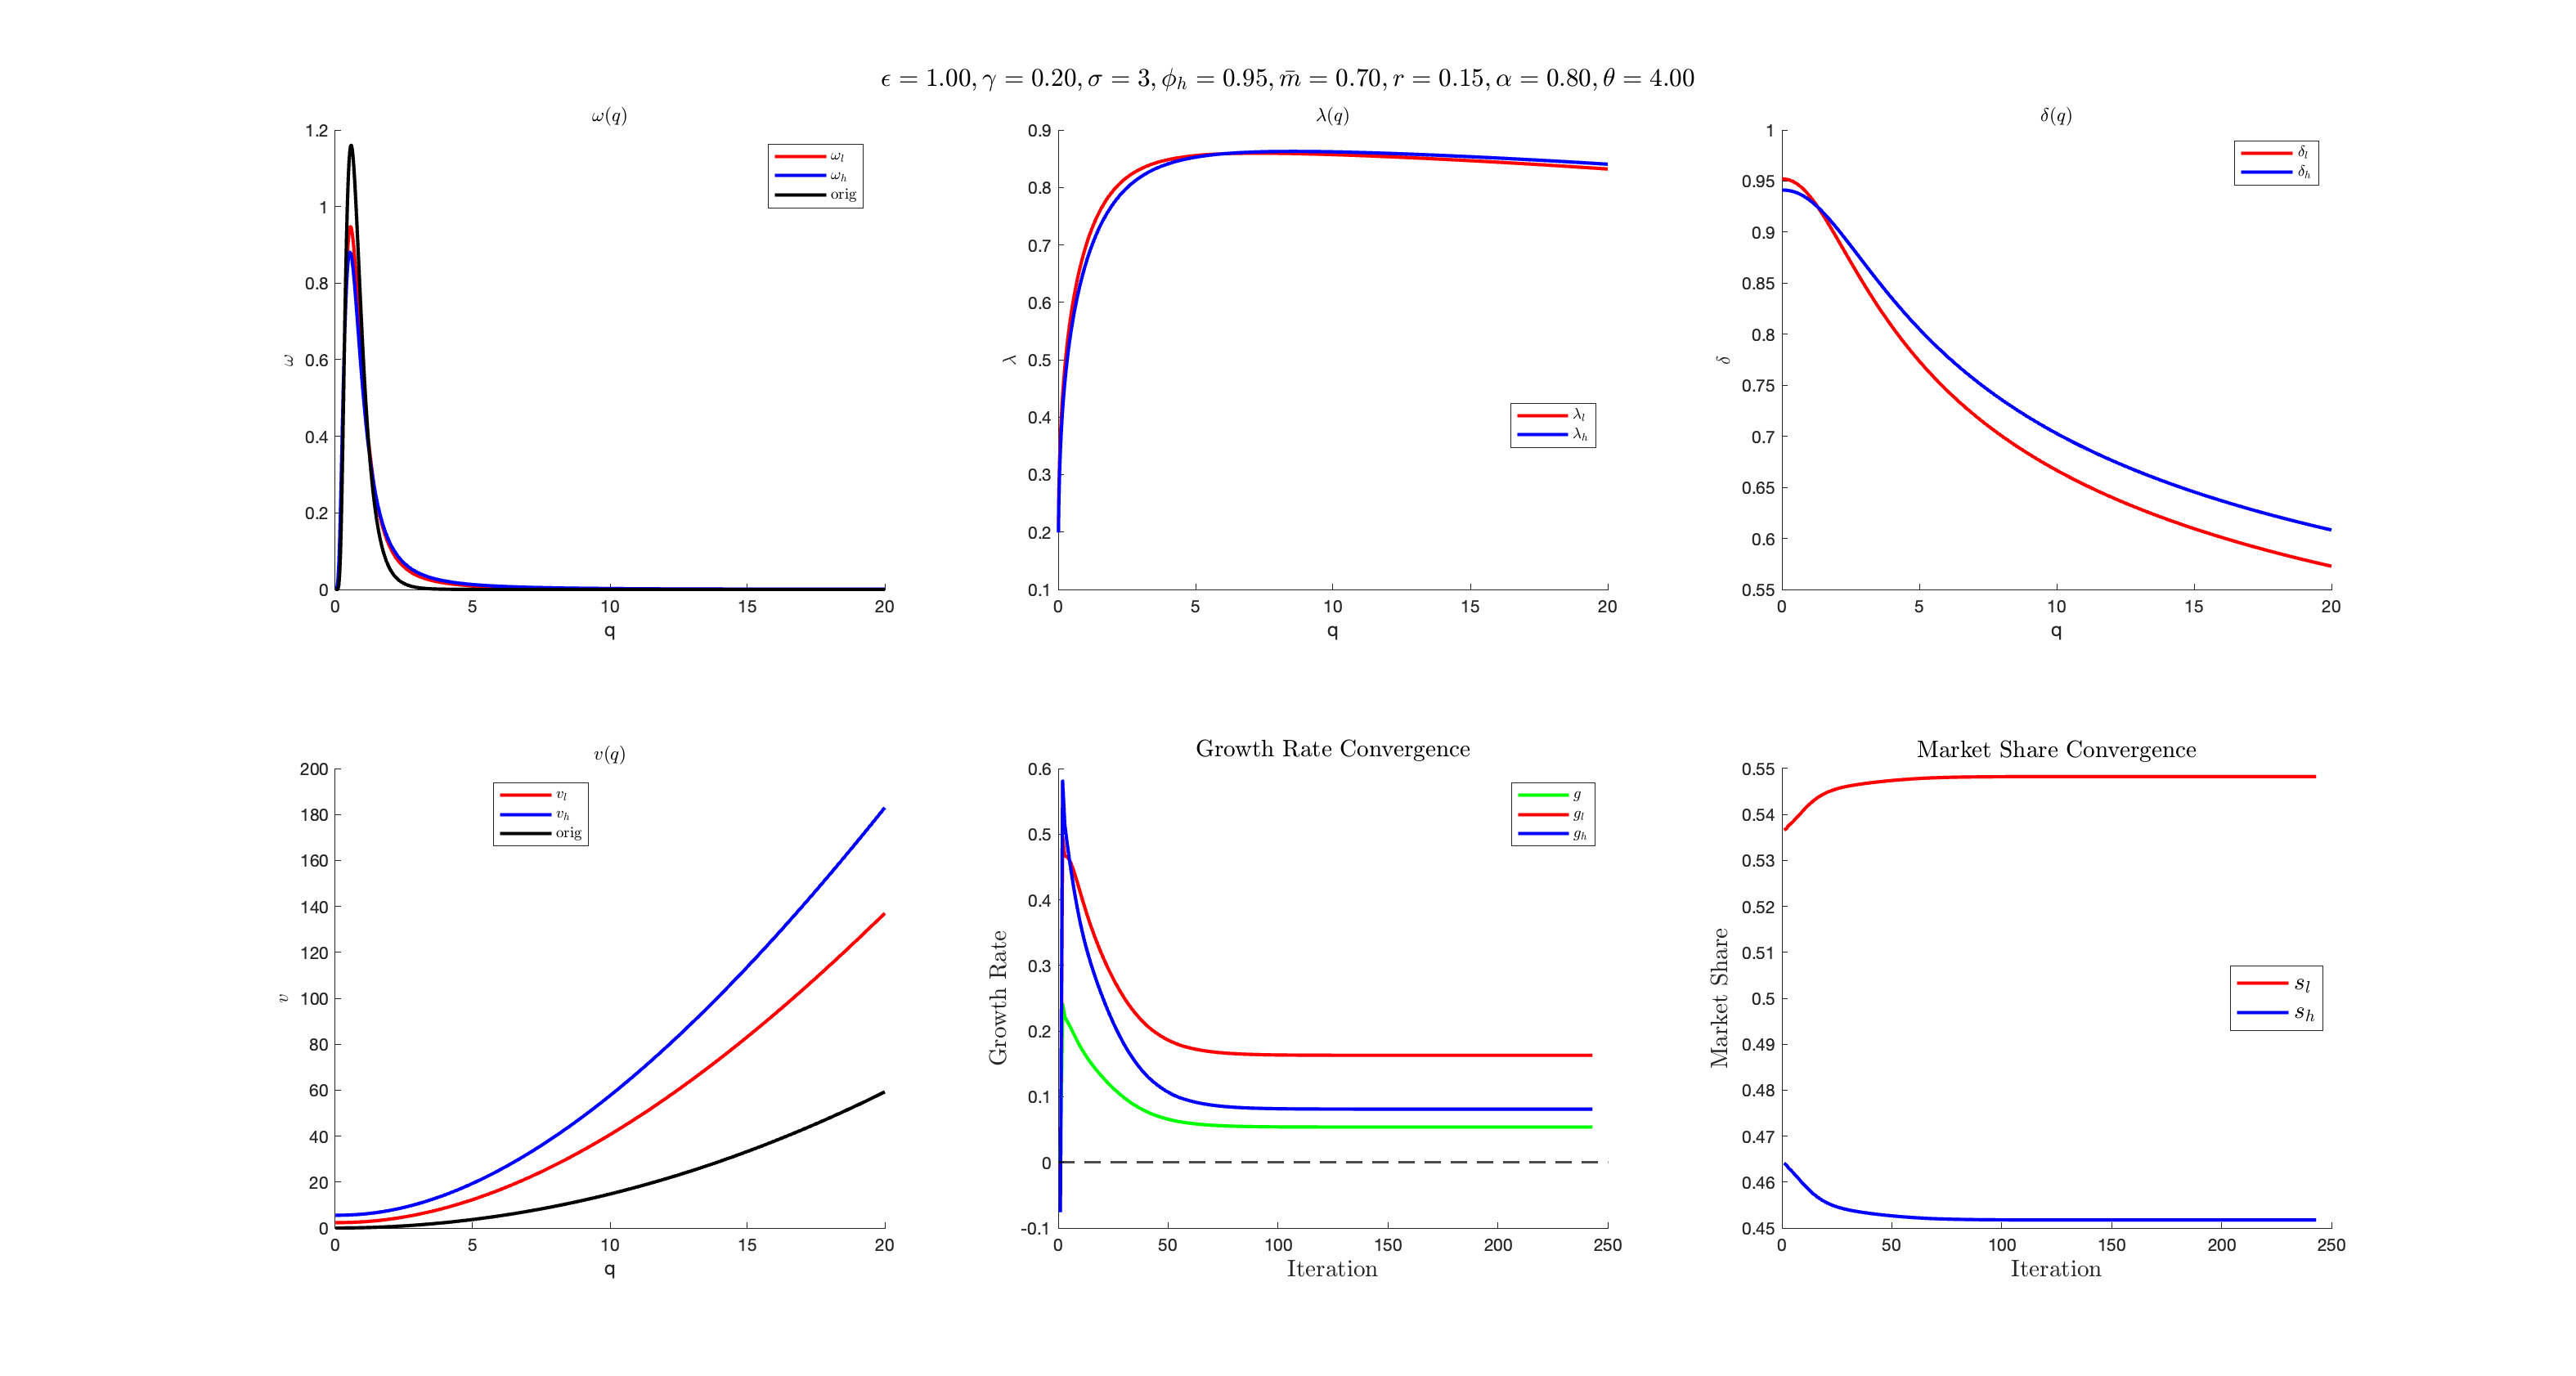 ϵ = 1.00, γ = 0.20, σ = 3, ϕ_h = 0.95, m̄ = 0.70, r = 0.15, α = 0.80, θ = 4.00
ω(q)
1.2
1
0.8
0.6
0.4
0.2
0
ω
ω_l
ω_h
orig
0 5 10 15 20
q
λ(q)
0.9
0.8
0.7
0.6
0.5
0.4
0.3
0.2
0.1
λ
λ_l
λ_h
0 5 10 15 20
q
δ(q)
1
0.95
0.9
0.85
0.8
0.75
0.7
0.65
0.6
0.55
δ
δ_l
δ_h
0 5 10 15 20
q
v(q)
200
180
160
140
120
100
80
60
40
20
0
v
v_l
v_h
orig
0 5 10 15 20
q
Growth Rate Convergence
0.6
0.5
0.4
0.3
0.2
0.1
0
-0.1
Growth Rate
g
g_l
g_h
0 50 100 150 200 250
Iteration
Market Share Convergence
0.55
0.54
0.53
0.52
0.51
0.5
0.49
0.48
0.47
0.46
0.45
Market Share
s_l
s_h
0 50 100 150 200 250
Iteration